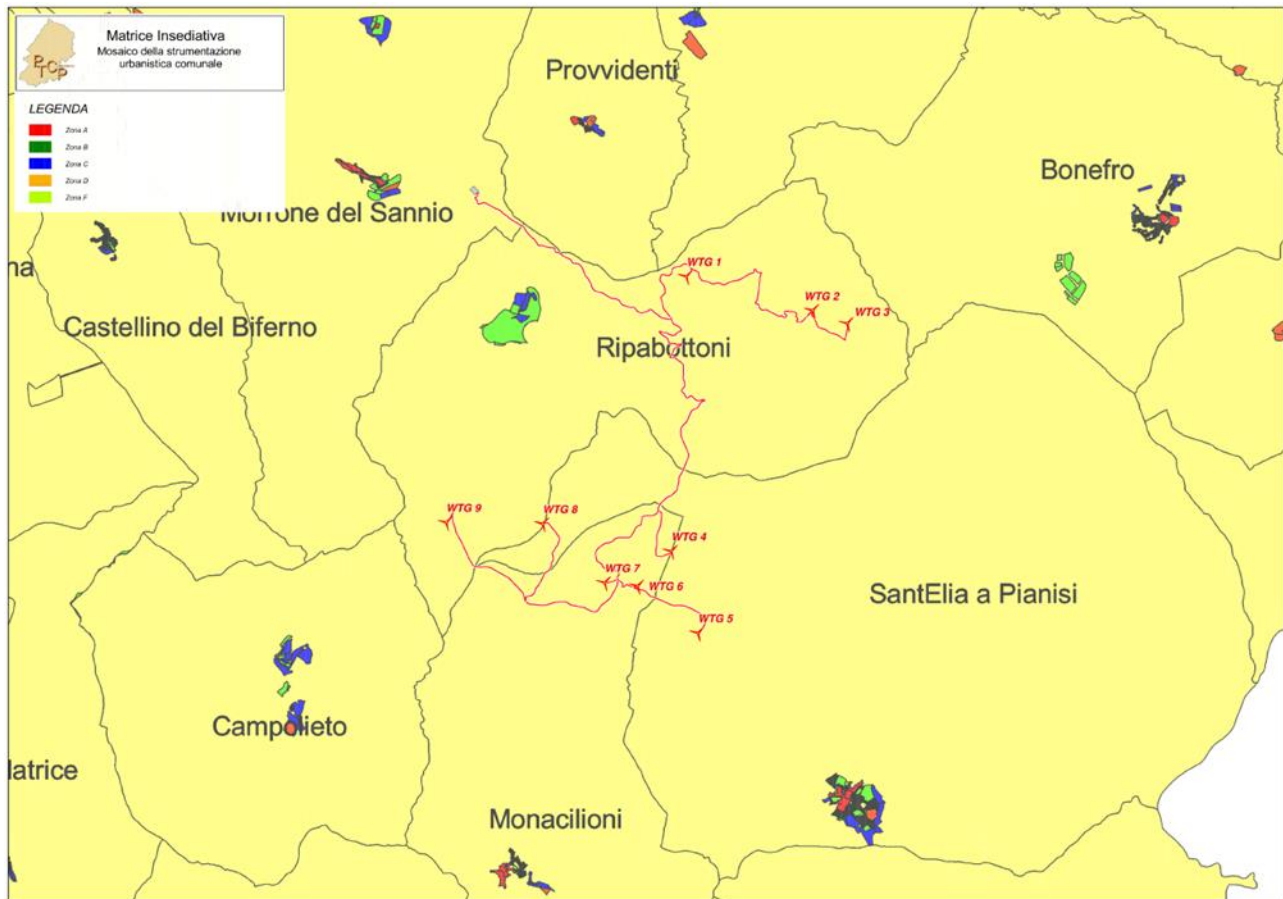 Matrice Insediativa
Mosaico della strumentazione
urbanistica comunale
P
T C P
LEGENDA
Zona A
Zona B
Zona C
Zona D
Zona F
Provvidenti
Bonefro
Morrone del Sannio
na
WTG 1
WTG 2
WTG 3
Castellino del Biferno
Ripabottoni
WTG 9
WTG 8
WTG 4
WTG 7
WTG 6
SantElia a Pianisi
WTG 5
Campolieto
latrice
Monacilioni